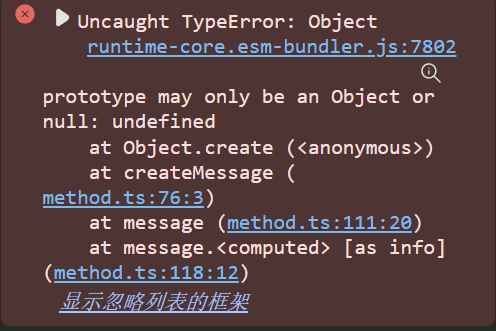 Uncaught TypeError: Object
runtime-core.esm-bundler.js:7802
prototype may only be an Object or
null: undefined
at Object.create (<anonymous>)
at createMessage (
method.ts:76:3)
at message (method.ts:111:20)
at message.<computed> [as info]
(method.ts:118:12)
显示忽略列表的框架